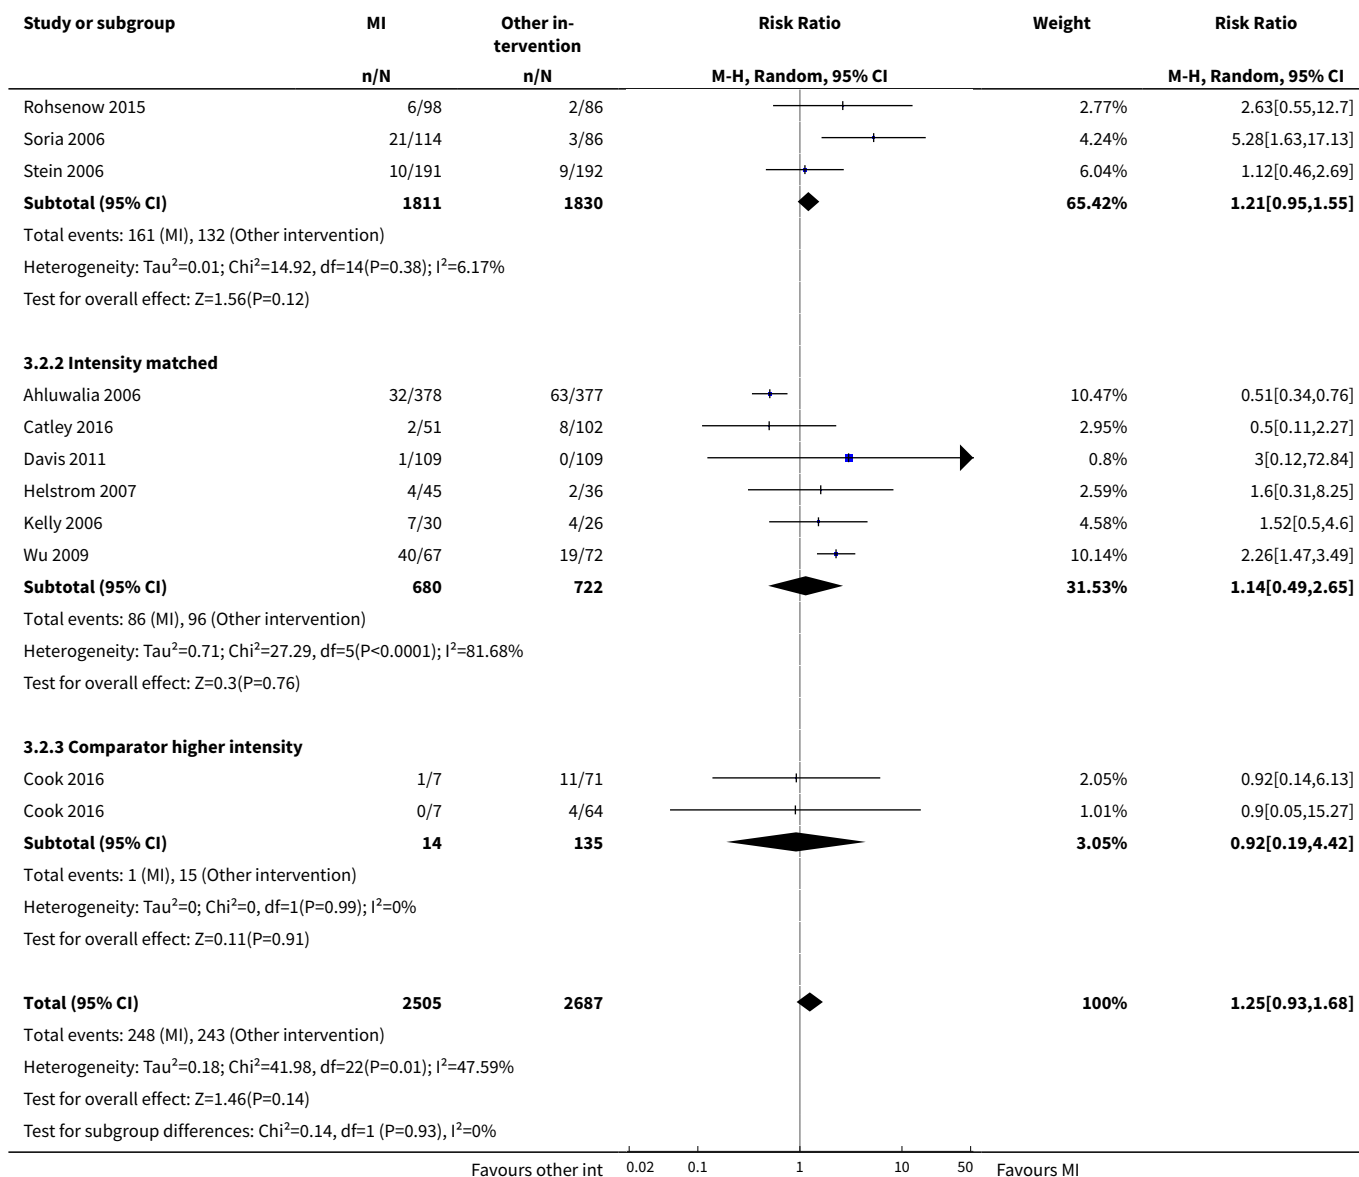 Study or subgroup MI Other in- Risk Ratio Weight Risk Ratio
tervention
n/N n/N M-H, Random, 95% CI M-H, Random, 95% CI
Rohsenow 2015 6/98 2/86 2.77% 2.63[0.55,12.7]
Soria 2006 21/114 3/86 4.24% 5.28[1.63,17.13]
Stein 2006 10/191 9/192 6.04% 1.12[0.46,2.69]
Subtotal (95% CI) 1811 1830 65.42% 1.21[0.95,1.55]
Total events: 161 (MI), 132 (Other intervention)
Heterogeneity: Tau²=0.01; Chi²=14.92, df=14(P=0.38); I²=6.17%
Test for overall effect: Z=1.56(P=0.12)
3.2.2 Intensity matched
Ahluwalia 2006 32/378 63/377 10.47% 0.51[0.34,0.76]
Catley 2016 2/51 8/102 2.95% 0.5[0.11,2.27]
Davis 2011 1/109 0/109 0.8% 3[0.12,72.84]
Helstrom 2007 4/45 2/36 2.59% 1.6[0.31,8.25]
Kelly 2006 7/30 4/26 4.58% 1.52[0.5,4.6]
Wu 2009 40/67 19/72 10.14% 2.26[1.47,3.49]
Subtotal (95% CI) 680 722 31.53% 1.14[0.49,2.65]
Total events: 86 (MI), 96 (Other intervention)
Heterogeneity: Tau²=0.71; Chi²=27.29, df=5(P<0.0001); I²=81.68%
Test for overall effect: Z=0.3(P=0.76)
3.2.3 Comparator higher intensity
Cook 2016 1/7 11/71 2.05% 0.92[0.14,6.13]
Cook 2016 0/7 4/64 1.01% 0.9[0.05,15.27]
Subtotal (95% CI) 14 135 3.05% 0.92[0.19,4.42]
Total events: 1 (MI), 15 (Other intervention)
Heterogeneity: Tau²=0; Chi²=0, df=1(P=0.99); I²=0%
Test for overall effect: Z=0.11(P=0.91)
Total (95% CI) 2505 2687 100% 1.25[0.93,1.68]
Total events: 248 (MI), 243 (Other intervention)
Heterogeneity: Tau²=0.18; Chi²=41.98, df=22(P=0.01); I²=47.59%
Test for overall effect: Z=1.46(P=0.14)
Test for subgroup differences: Chi²=0.14, df=1 (P=0.93), I²=0%
Favours other int 0.02 0.1 1 10 50 Favours MI